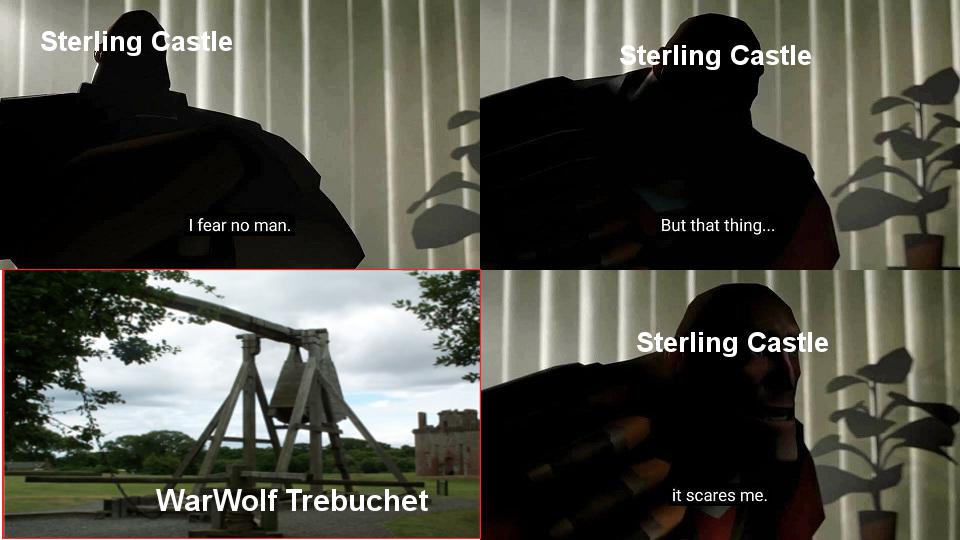 Sterling Castle
I fear no man.
Sterling Castle
But that thing...
WarWolf Trebuchet
Sterling Castle
it scares me.